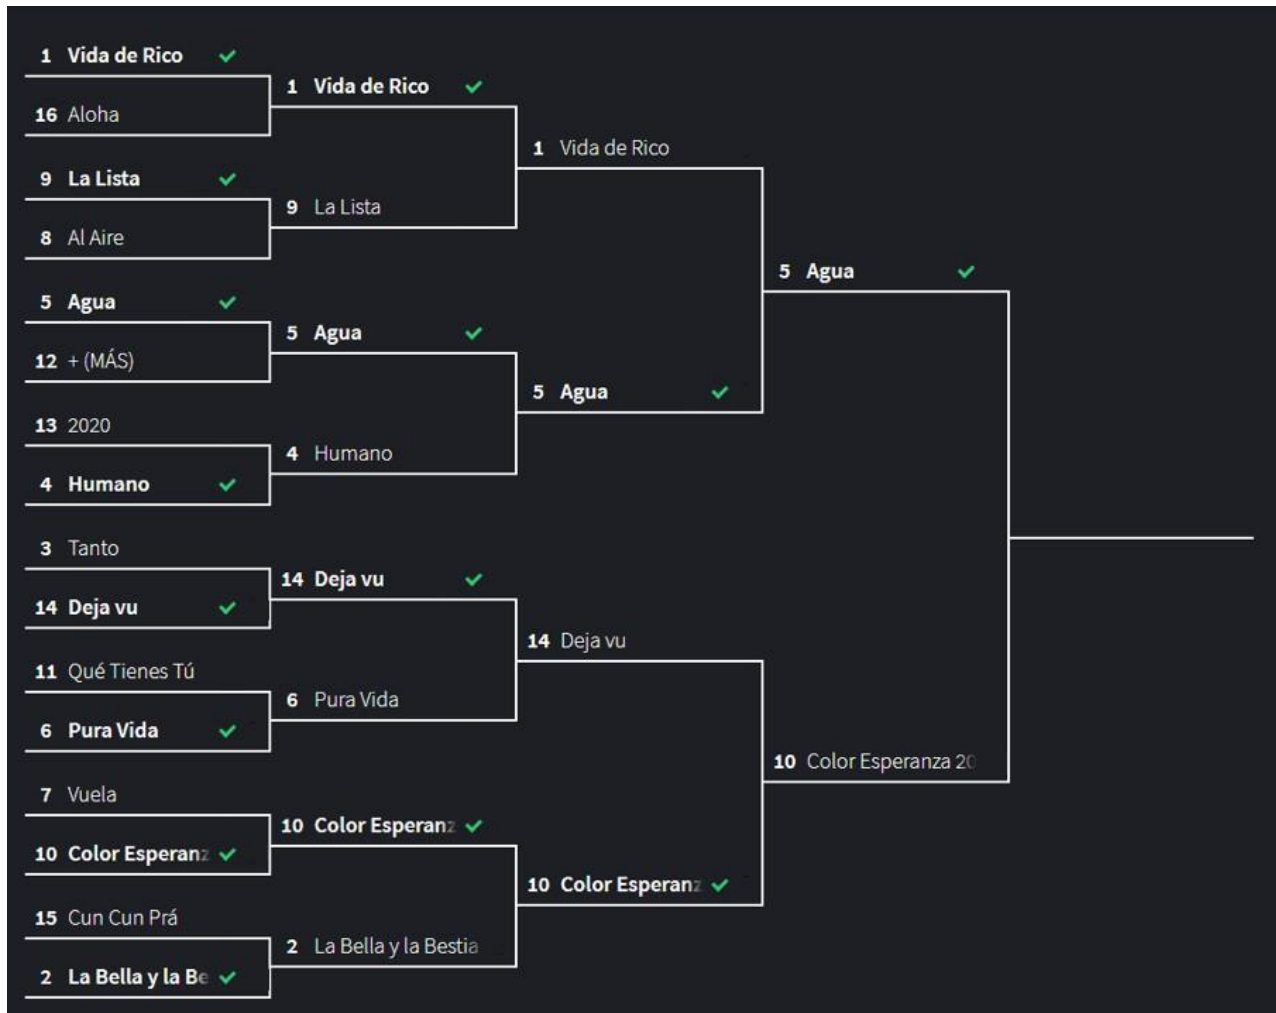 1 Vida de Rico
16 Aloha
9 La Lista
8 Al Aire
5 Agua
12 + (MÁS)
13 2020
4 Humano
3 Tanto
14 Deja vu
11 Qué Tienes Tú
6 Pura Vida
7 Vuela
10 Color Esperanz
15 Cun Cun Prá
2 La Bella y la Be
1 Vida de Rico
9 La Lista
5 Agua
4 Humano
14 Deja vu
6 Pura Vida
10 Color Esperanz
2 La Bella y la Bestia
1 Vida de Rico
5 Agua
14 Deja vu
10 Color Esperanz
5 Agua
10 Color Esperanza 20